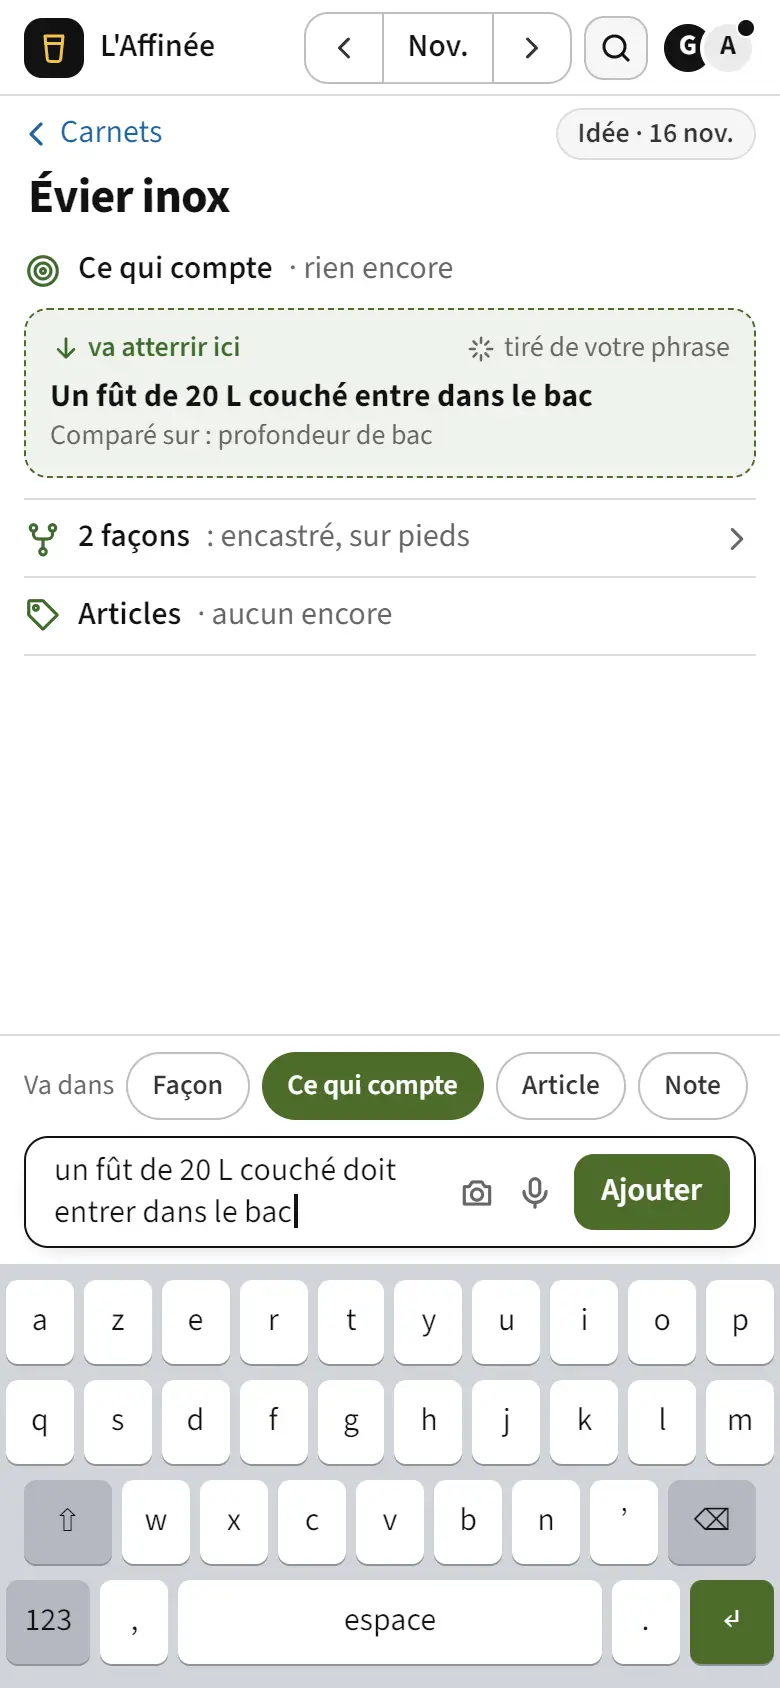 L'Affinée
Nov.
G
A
Carnets
Idée · 16 nov.
Évier inox
Ce qui compte · rien encore
va atterrir ici
tiré de votre phrase
Un fût de 20 L couché entre dans le bac
Comparé sur : profondeur de bac
2 façons : encastré, sur pieds
Articles · aucun encore
Va dans
Façon
Ce qui compte
Article
Note
un fût de 20 L couché doit
entrer dans le bac
Ajouter
a z e r t y u i o p
q s d f g h j k l m
⇧ w x c v b n ’ ⌫
123 , espace . ↵